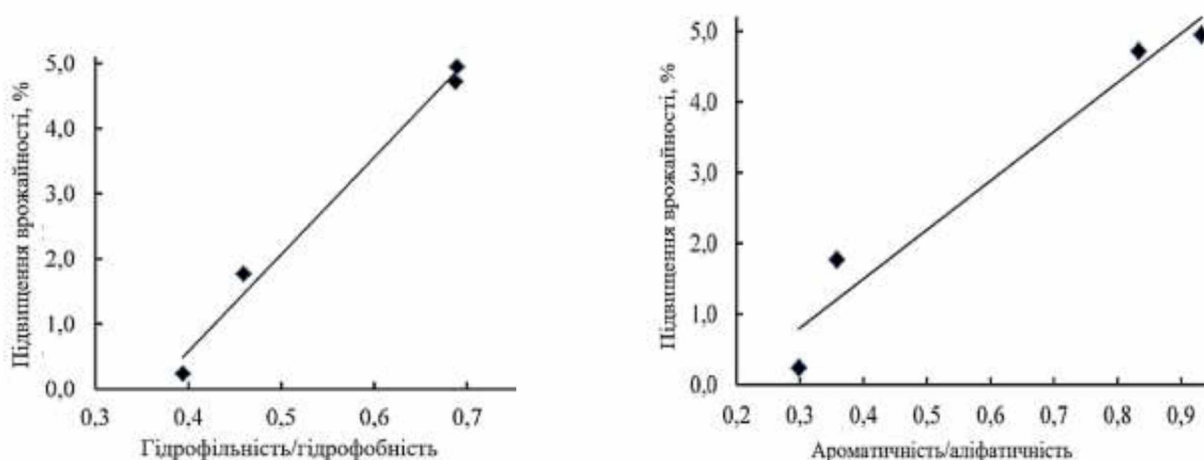 Підвищення врожайності, %
5,0
4,0
3,0
2,0
1,0
0,0
0,3 0,4 0,5 0,6 0,7
Гідрофільність/гідрофобність
Підвищення врожайності, %
5,0
4,0
3,0
2,0
1,0
0,0
0,2 0,3 0,4 0,5 0,6 0,7 0,8 0,9
Ароматичність/аліфатичність